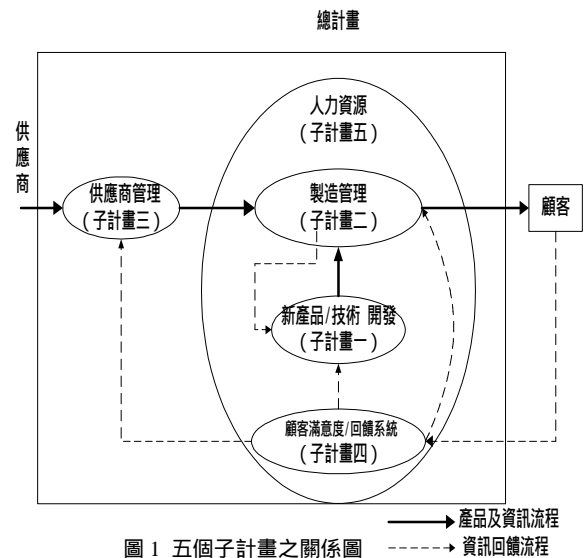 總計畫
人力資源
(子計畫五)
供應商
供應商管理
(子計畫三)
製造管理
(子計畫二)
顧客
新產品/技術 開發
(子計畫一)
顧客滿意度/回饋系統
(子計畫四)
產品及資訊流程
資訊回饋流程
圖 1 五個子計畫之關係圖